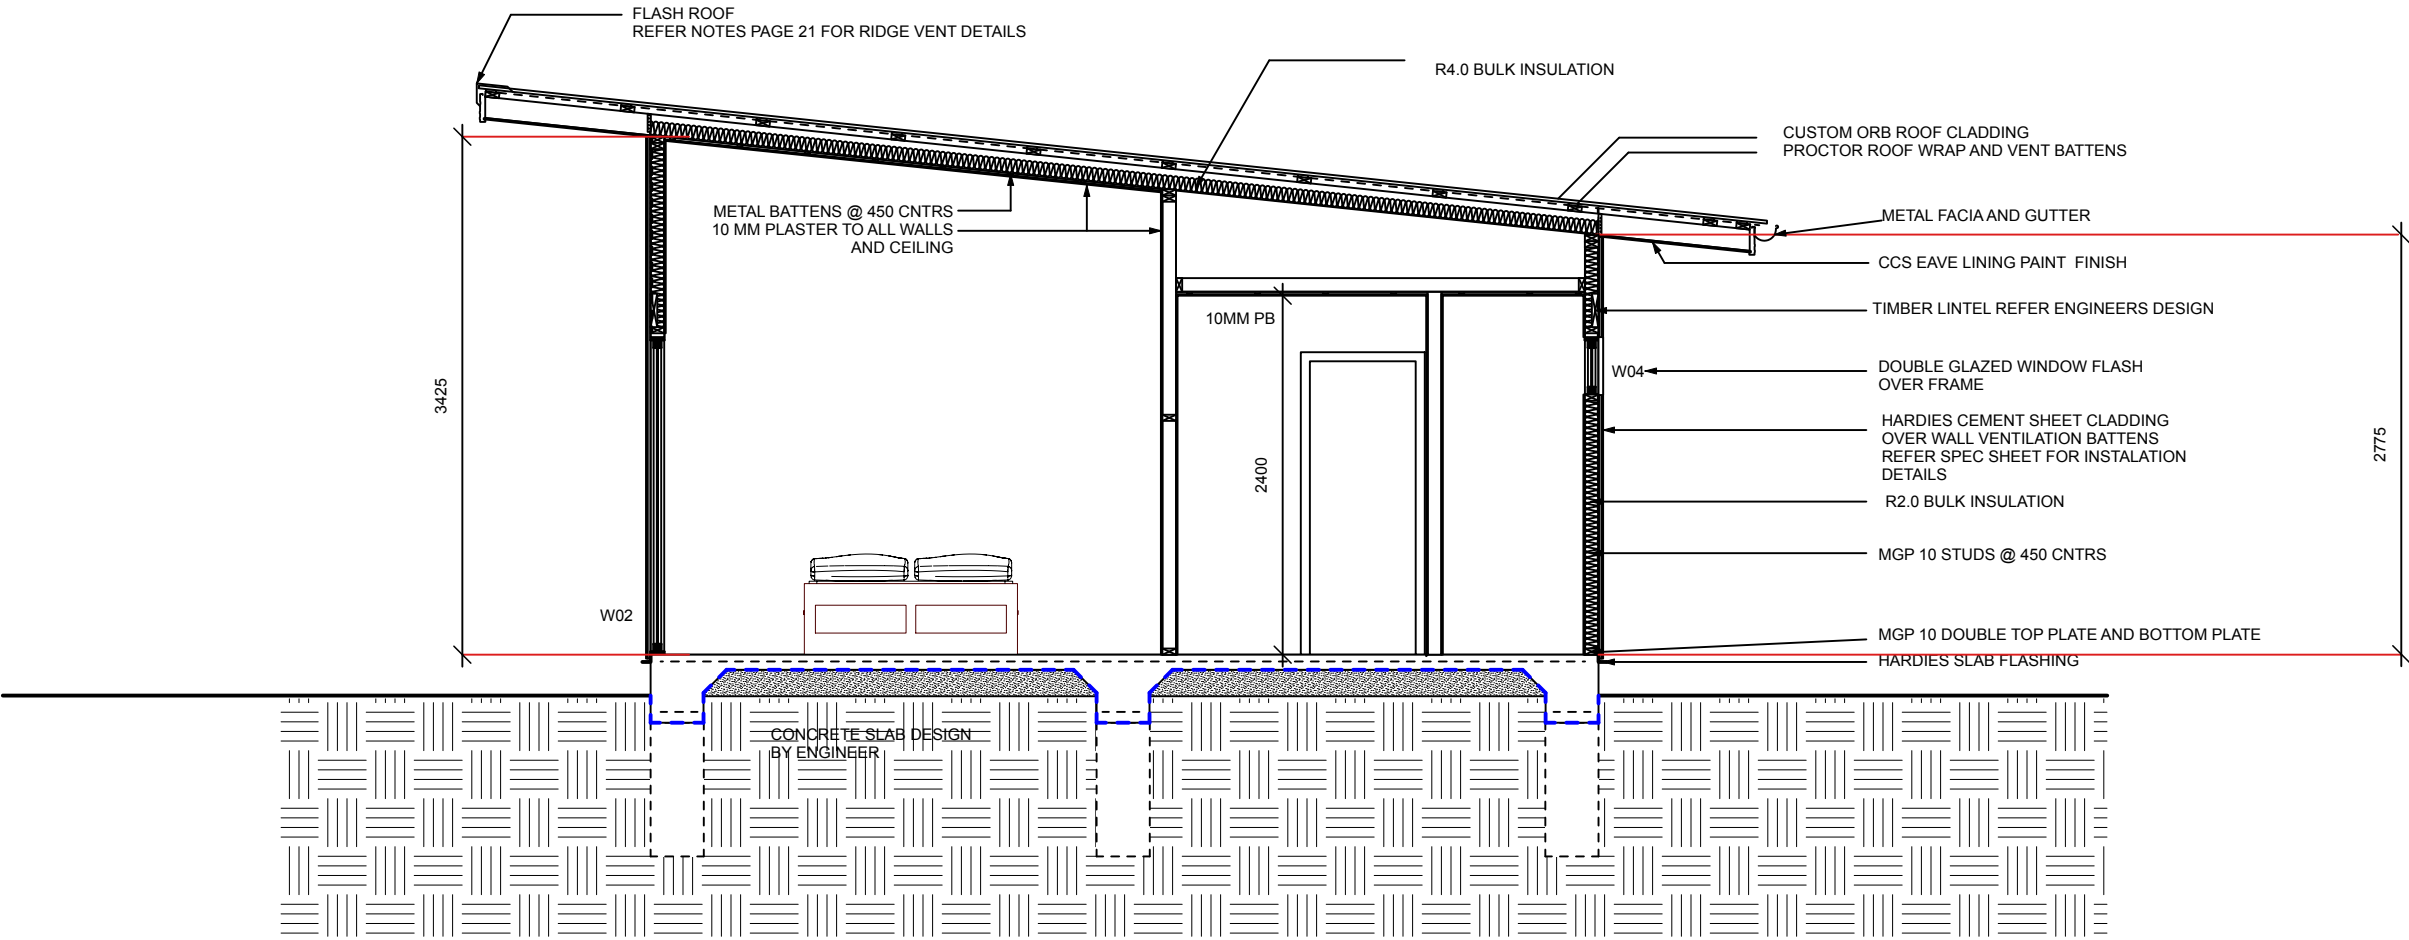 FLASH ROOF
REFER NOTES PAGE 21 FOR RIDGE VENT DETAILS
R4.0 BULK INSULATION
CUSTOM ORB ROOF CLADDING
PROCTOR ROOF WRAP AND VENT BATTENS
METAL BATTENS @ 450 CNTRS
10 MM PLASTER TO ALL WALLS
AND CEILING
METAL FACIA AND GUTTER
CCS EAVE LINING PAINT FINISH
TIMBER LINTEL REFER ENGINEERS DESIGN
10MM PB
W04
DOUBLE GLAZED WINDOW FLASH
OVER FRAME
3425
HARDIES CEMENT SHEET CLADDING
OVER WALL VENTILATION BATTENS
REFER SPEC SHEET FOR INSTALATION
DETAILS
2775
2400
R2.0 BULK INSULATION
MGP 10 STUDS @ 450 CNTRS
W02
MGP 10 DOUBLE TOP PLATE AND BOTTOM PLATE
HARDIES SLAB FLASHING
CONCRETE SLAB DESIGN
BY ENGINEER